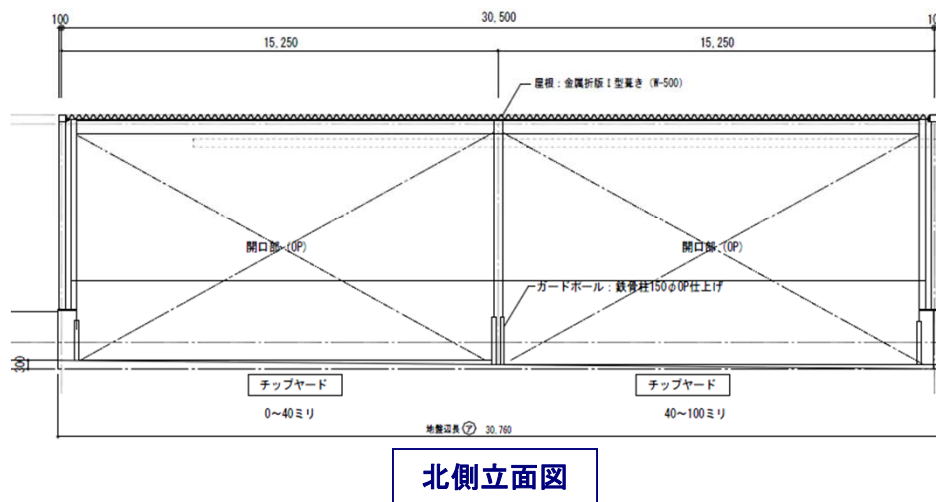 100
30,500
10
15,250
15,250
屋根：金属折版Ⅰ型葺き (W-500)
開口部 (OP)
開口部 (OP)
ガードポール：鉄骨柱150φOP仕上げ
300
チップヤード
チップヤード
0～40ミリ
40～100ミリ
地盤辺長 ㋐ 30.760
北側立面図